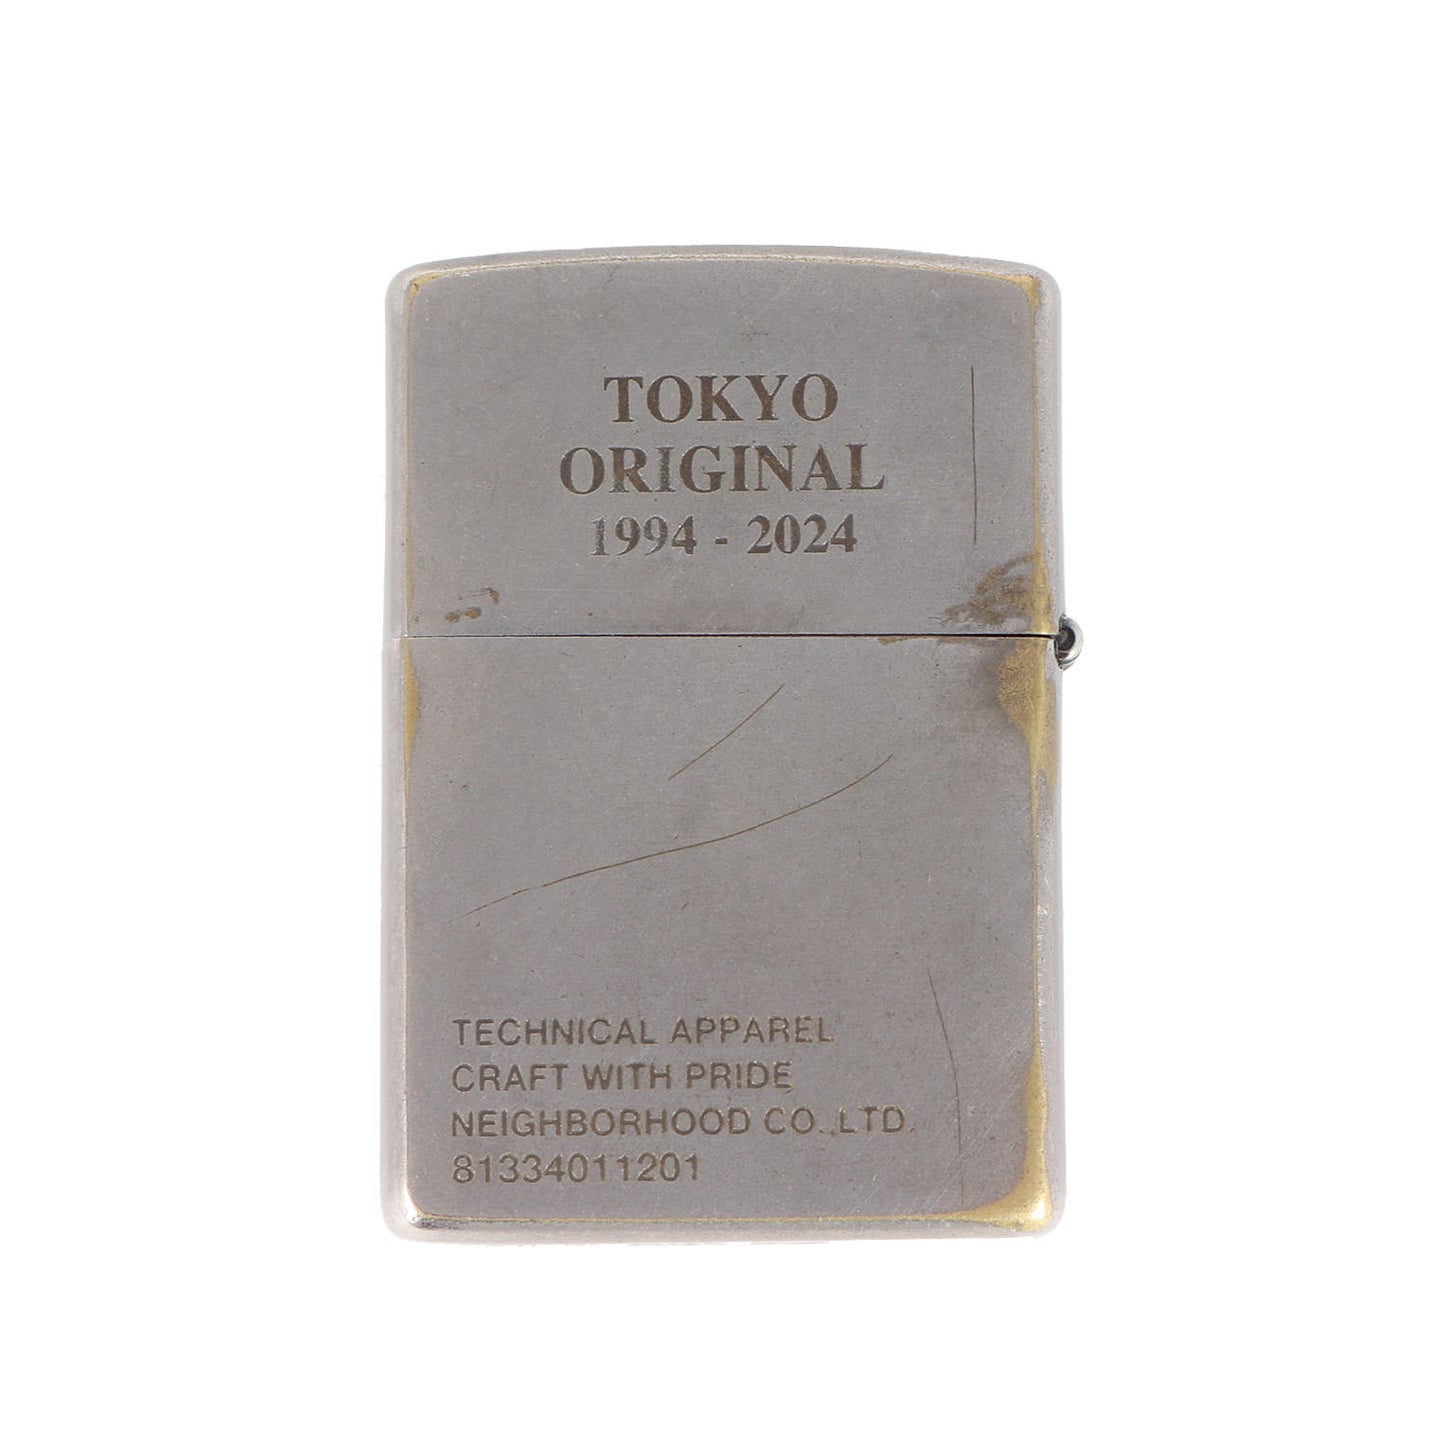 TOKYO
ORIGINAL
1994 - 2024
TECHNICAL APPAREL
CRAFT WITH PRIDE
NEIGHBORHOOD CO.,LTD.
81334011201